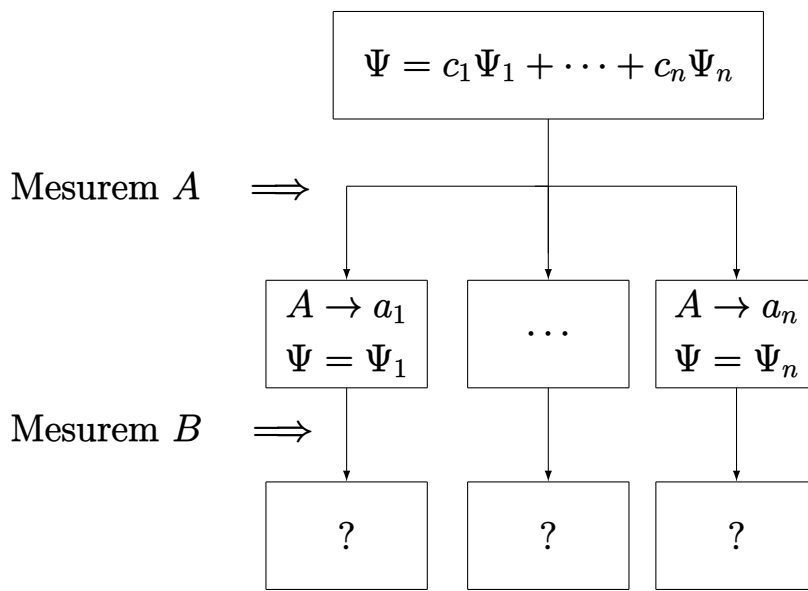 Ψ = c₁Ψ₁ + ⋯ + cₙΨₙ
Mesurem A ⟹
A → a₁
Ψ = Ψ₁
⋯
A → aₙ
Ψ = Ψₙ
Mesurem B ⟹
? ? ?